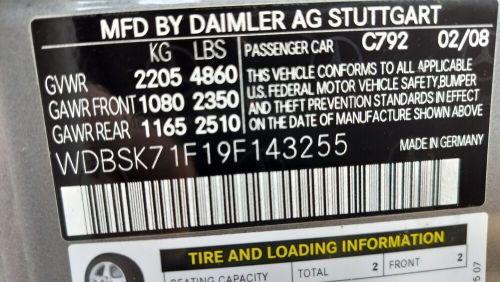 MFD BY DAIMLER AG STUTTGART
KG LBS PASSENGER CAR C792 02/08
GVWR 2205 4860
GAWR FRONT 1080 2350
GAWR REAR 1165 2510
THIS VEHICLE CONFORMS TO ALL APPLICABLE
U.S. FEDERAL MOTOR VEHICLE SAFETY, BUMPER
AND THEFT PREVENTION STANDARDS IN EFFECT
ON THE DATE OF MANUFACTURE SHOWN ABOVE
WDBSK71F19F143255 MADE IN GERMANY
TIRE AND LOADING INFORMATION
SEATING CAPACITY TOTAL 2 FRONT 2